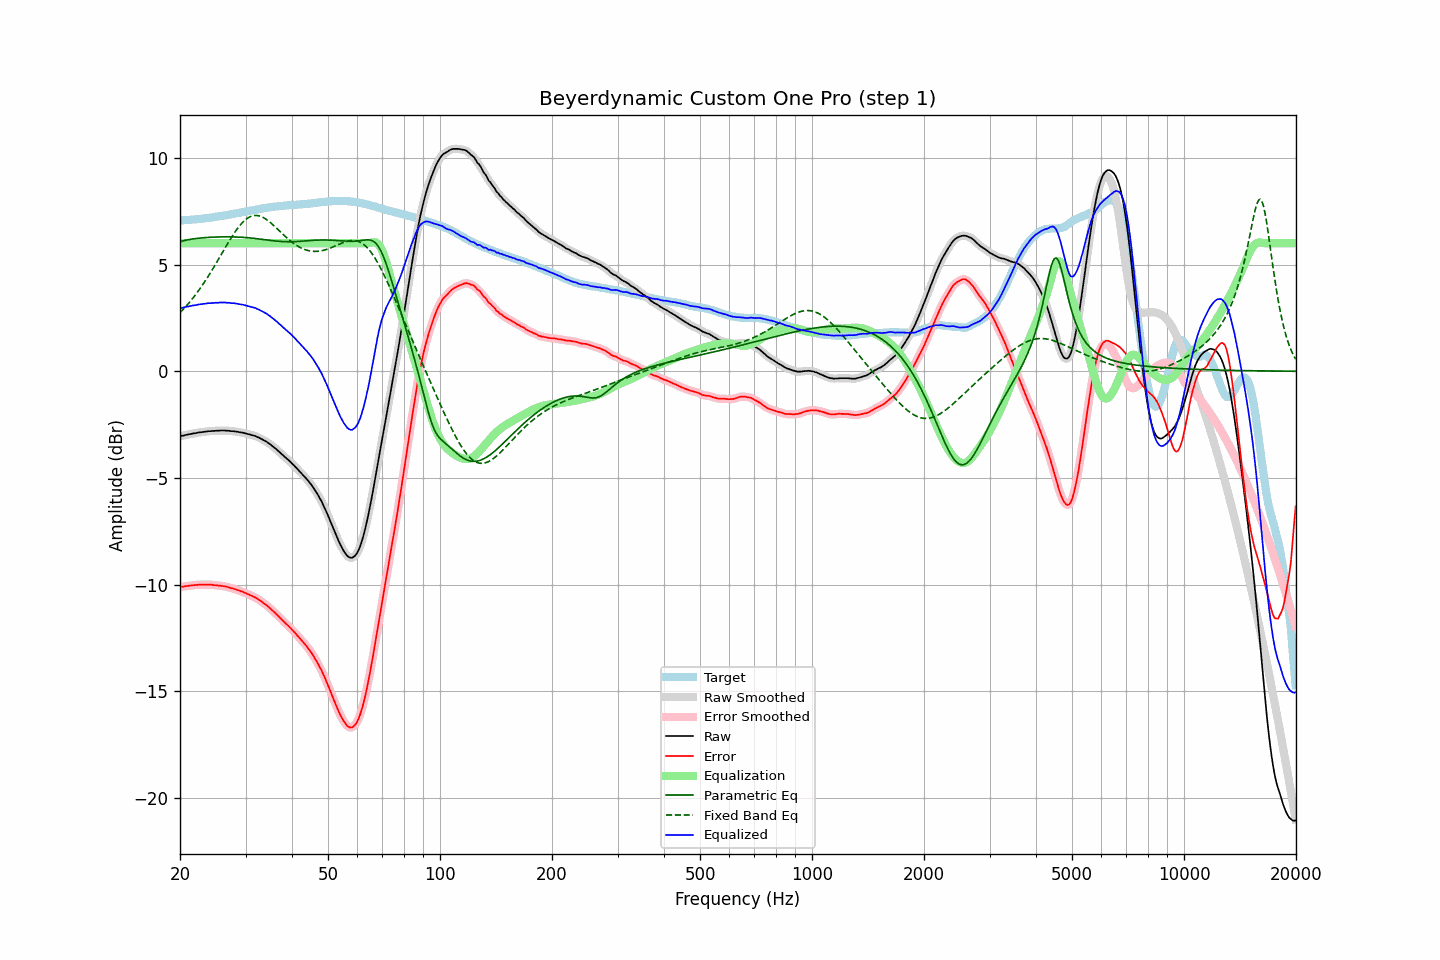 Beyerdynamic Custom One Pro (step 1)
Amplitude (dBr)
10
5
0
−5
−10
−15
−20
Target
Raw Smoothed
Error Smoothed
Raw
Error
Equalization
Parametric Eq
Fixed Band Eq
Equalized
20 50 100 200 500 1000 2000 5000 10000 20000
Frequency (Hz)